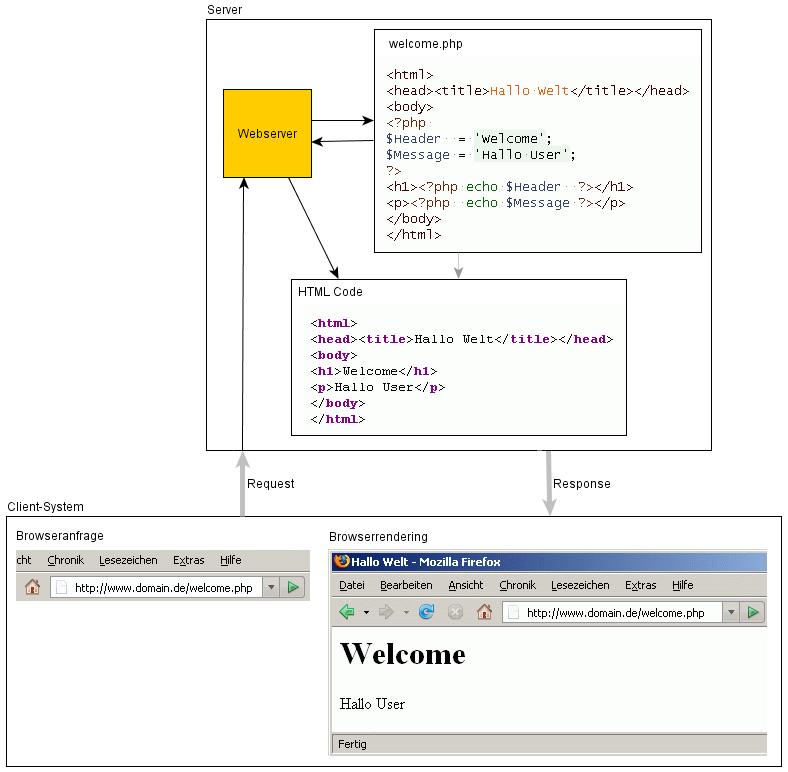 Server
welcome.php
<html>
<head><title>Hallo Welt</title></head>
<body>
<?php
$Header = 'Welcome';
$Message = 'Hallo User';
?>
<h1><?php echo $Header ?></h1>
<p><?php echo $Message ?></p>
</body>
</html>
Webserver
HTML Code
<html>
<head><title>Hallo Welt</title></head>
<body>
<h1>Welcome</h1>
<p>Hallo User</p>
</body>
</html>
Request
Response
Client-System
Browseranfrage
cht Chronik Lesezeichen Extras Hilfe
http://www.domain.de/welcome.php
Browserrendering
Hallo Welt - Mozilla Firefox
Datei Bearbeiten Ansicht Chronik Lesezeichen Extras Hilfe
http://www.domain.de/welcome.php
Welcome
Hallo User
Fertig